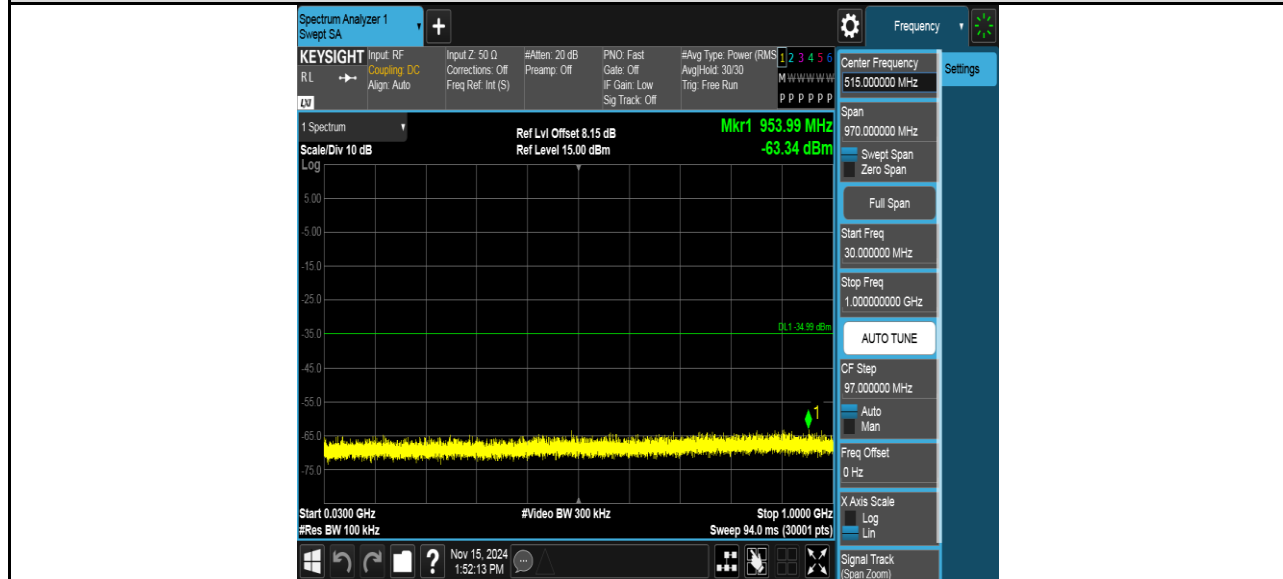 Spectrum Analyzer 1
Swept SA
+
Frequency
KEYSIGHT
RL
LXI
Input: RF
Coupling: DC
Align: Auto
Input Z: 50 Ω
Corrections: Off
Freq Ref: Int (S)
#Atten: 20 dB
Preamp: Off
PNO: Fast
Gate: Off
IF Gain: Low
Sig Track: Off
#Avg Type: Power (RMS
Avg|Hold: 30/30
Trig: Free Run
1 2 3 4 5 6
M W W W W W
P P P P P P
1 Spectrum
Scale/Div 10 dB
Ref Lvl Offset 8.15 dB
Ref Level 15.00 dBm
Mkr1 953.99 MHz
-63.34 dBm
Log
5.00
-5.00
-15.0
-25.0
-35.0
-45.0
-55.0
-65.0
-75.0
DL1 -34.99 dBm
1
Start 0.0300 GHz
#Res BW 100 kHz
#Video BW 300 kHz
Stop 1.0000 GHz
Sweep 94.0 ms (30001 pts)
?
Nov 15, 2024
1:52:13 PM
Center Frequency
515.000000 MHz
Settings
Span
970.000000 MHz
Swept Span
Zero Span
Full Span
Start Freq
30.000000 MHz
Stop Freq
1.000000000 GHz
AUTO TUNE
CF Step
97.000000 MHz
Auto
Man
Freq Offset
0 Hz
X Axis Scale
Log
Lin
Signal Track
(Span Zoom)